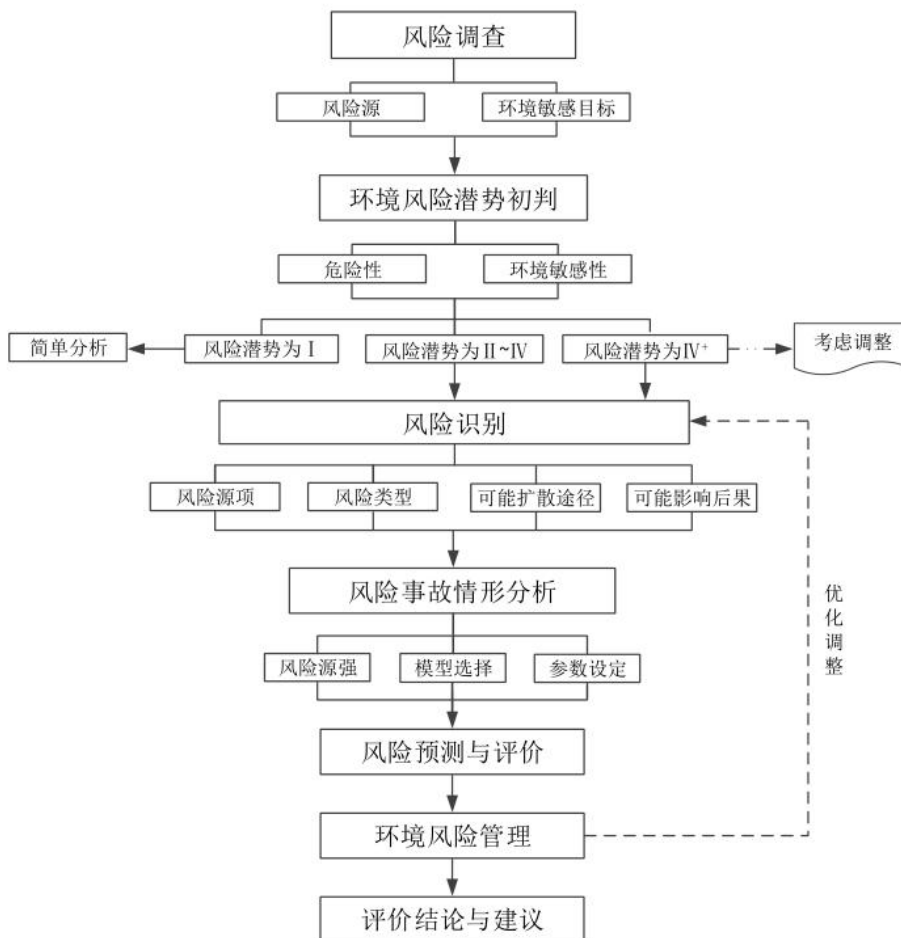 风险调查
风险源
环境敏感目标
环境风险潜势初判
危险性
环境敏感性
简单分析
风险潜势为Ⅰ
风险潜势为Ⅱ~Ⅳ
风险潜势为Ⅳ⁺
考虑调整
风险识别
风险源项
风险类型
可能扩散途径
可能影响后果
风险事故情形分析
优化调整
风险源强
模型选择
参数设定
风险预测与评价
环境风险管理
评价结论与建议